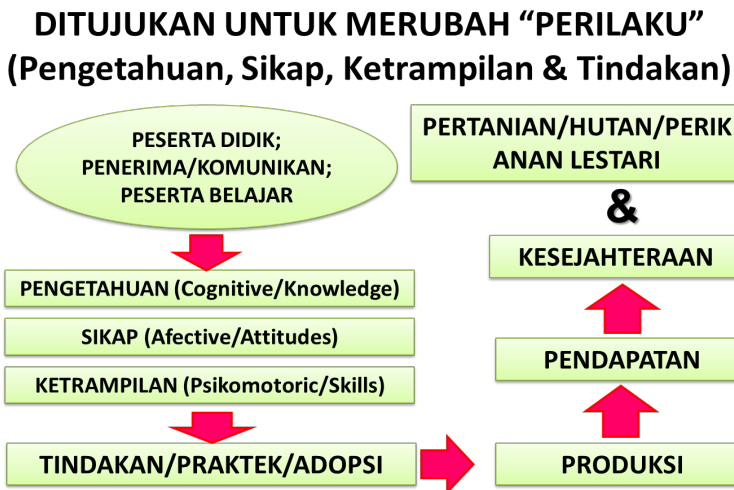 DITUJUKAN UNTUK MERUBAH “PERILAKU”
(Pengetahuan, Sikap, Ketrampilan & Tindakan)
PESERTA DIDIK;
PENERIMA/KOMUNIKAN;
PESERTA BELAJAR
PENGETAHUAN (Cognitive/Knowledge)
SIKAP (Afective/Attitudes)
KETRAMPILAN (Psikomotoric/Skills)
TINDAKAN/PRAKTEK/ADOPSI
PRODUKSI
PENDAPATAN
KESEJAHTERAAN
&
PERTANIAN/HUTAN/PERIK
ANAN LESTARI